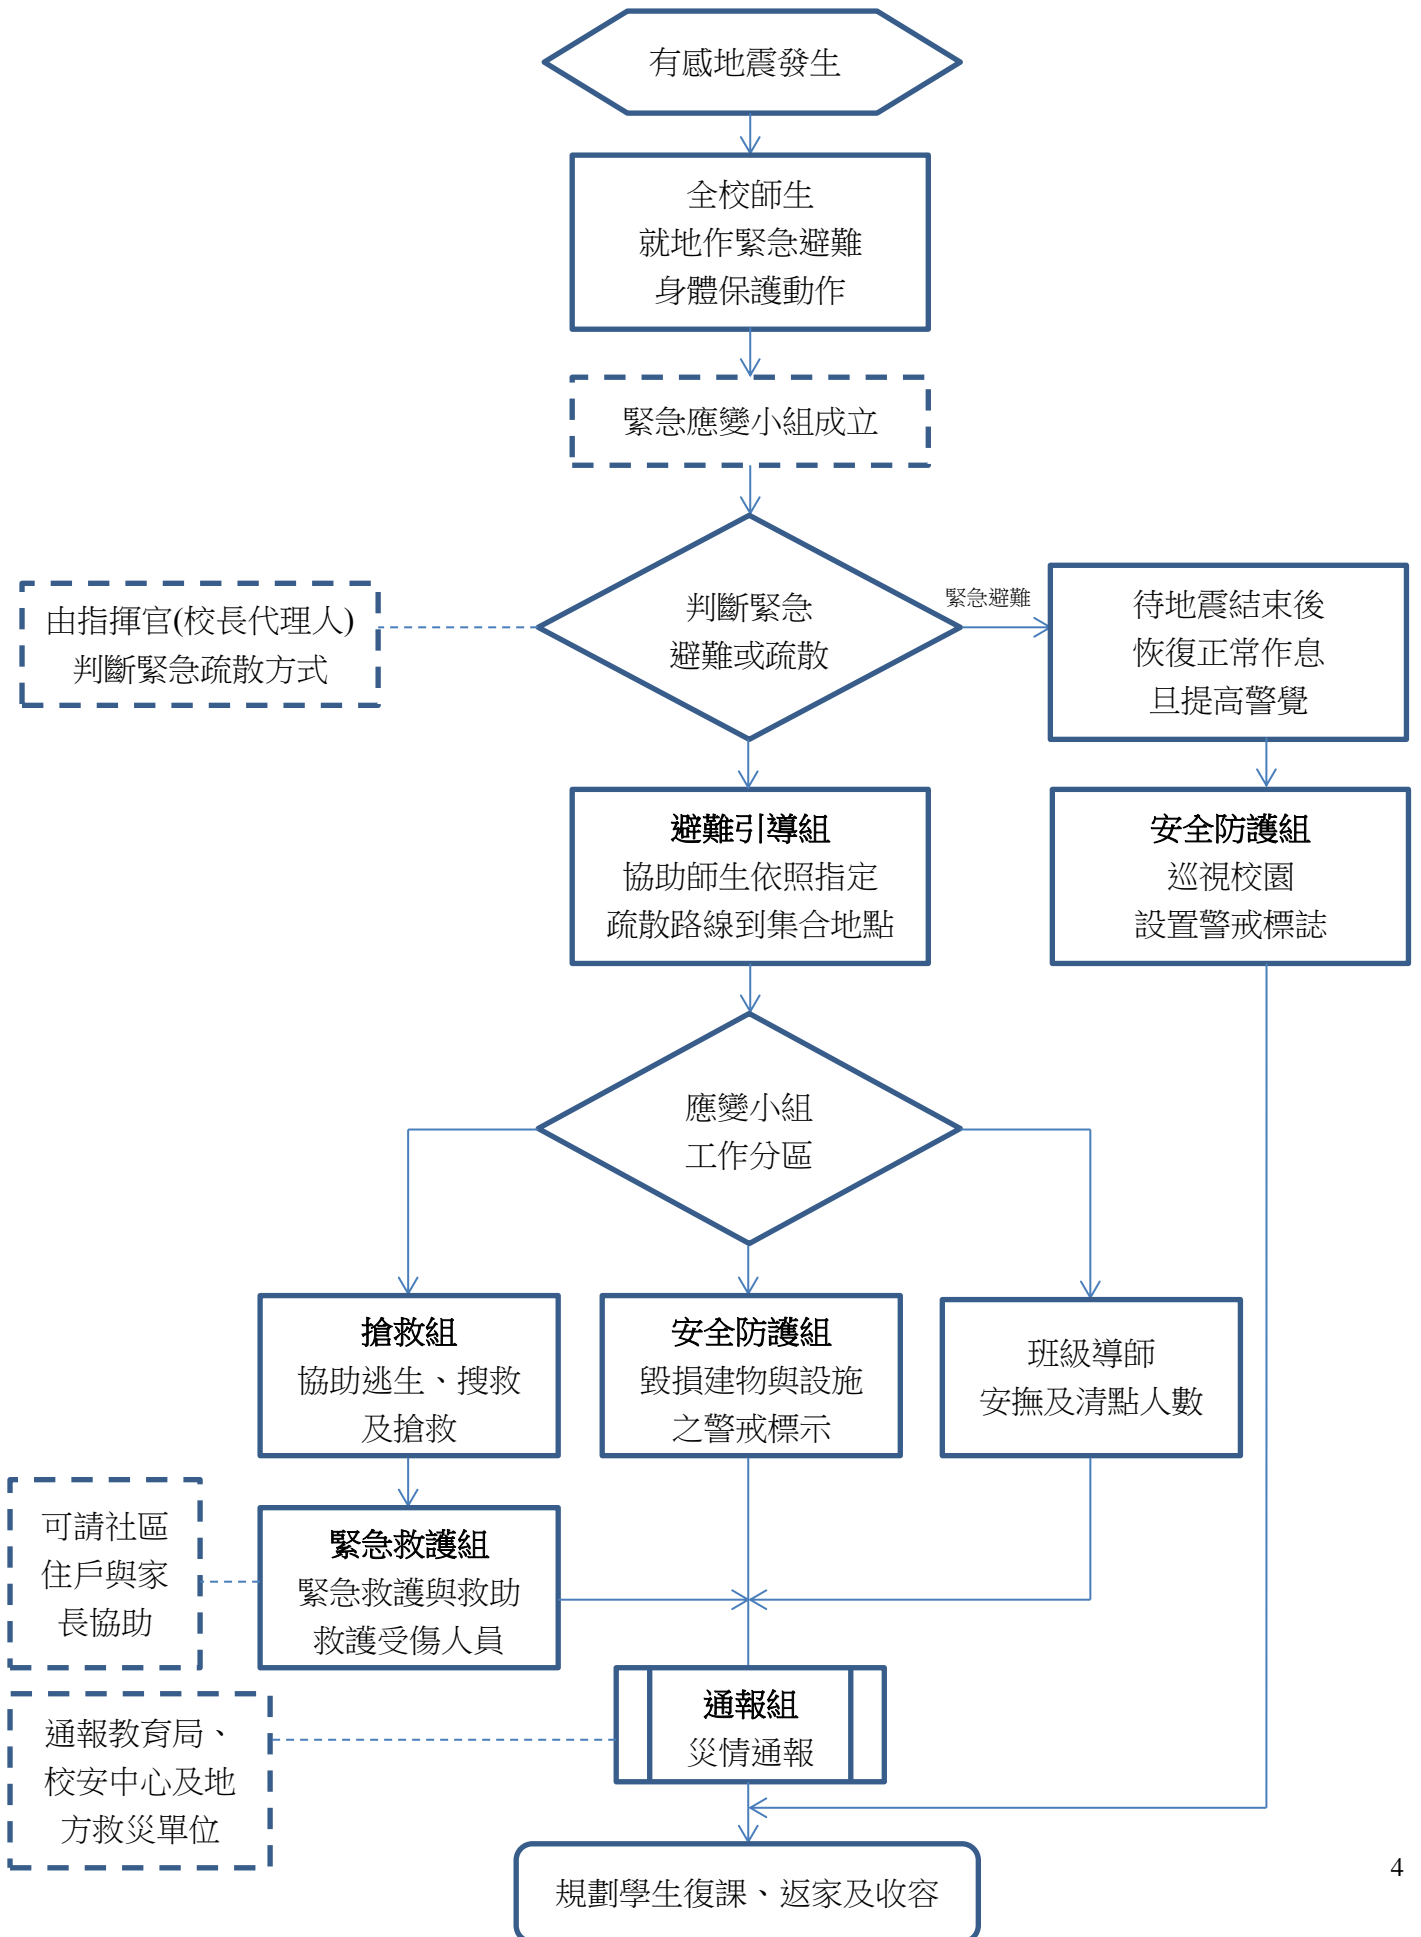 有感地震發生
全校師生
就地作緊急避難
身體保護動作
緊急應變小組成立
由指揮官(校長代理人)
判斷緊急疏散方式
判斷緊急
避難或疏散
緊急避難
待地震結束後
恢復正常作息
旦提高警覺
避難引導組
協助師生依照指定
疏散路線到集合地點
安全防護組
巡視校園
設置警戒標誌
應變小組
工作分區
搶救組
協助逃生、搜救
及搶救
安全防護組
毀損建物與設施
之警戒標示
班級導師
安撫及清點人數
可請社區
住戶與家
長協助
緊急救護組
緊急救護與救助
救護受傷人員
通報教育局、
校安中心及地
方救災單位
通報組
災情通報
規劃學生復課、返家及收容
4